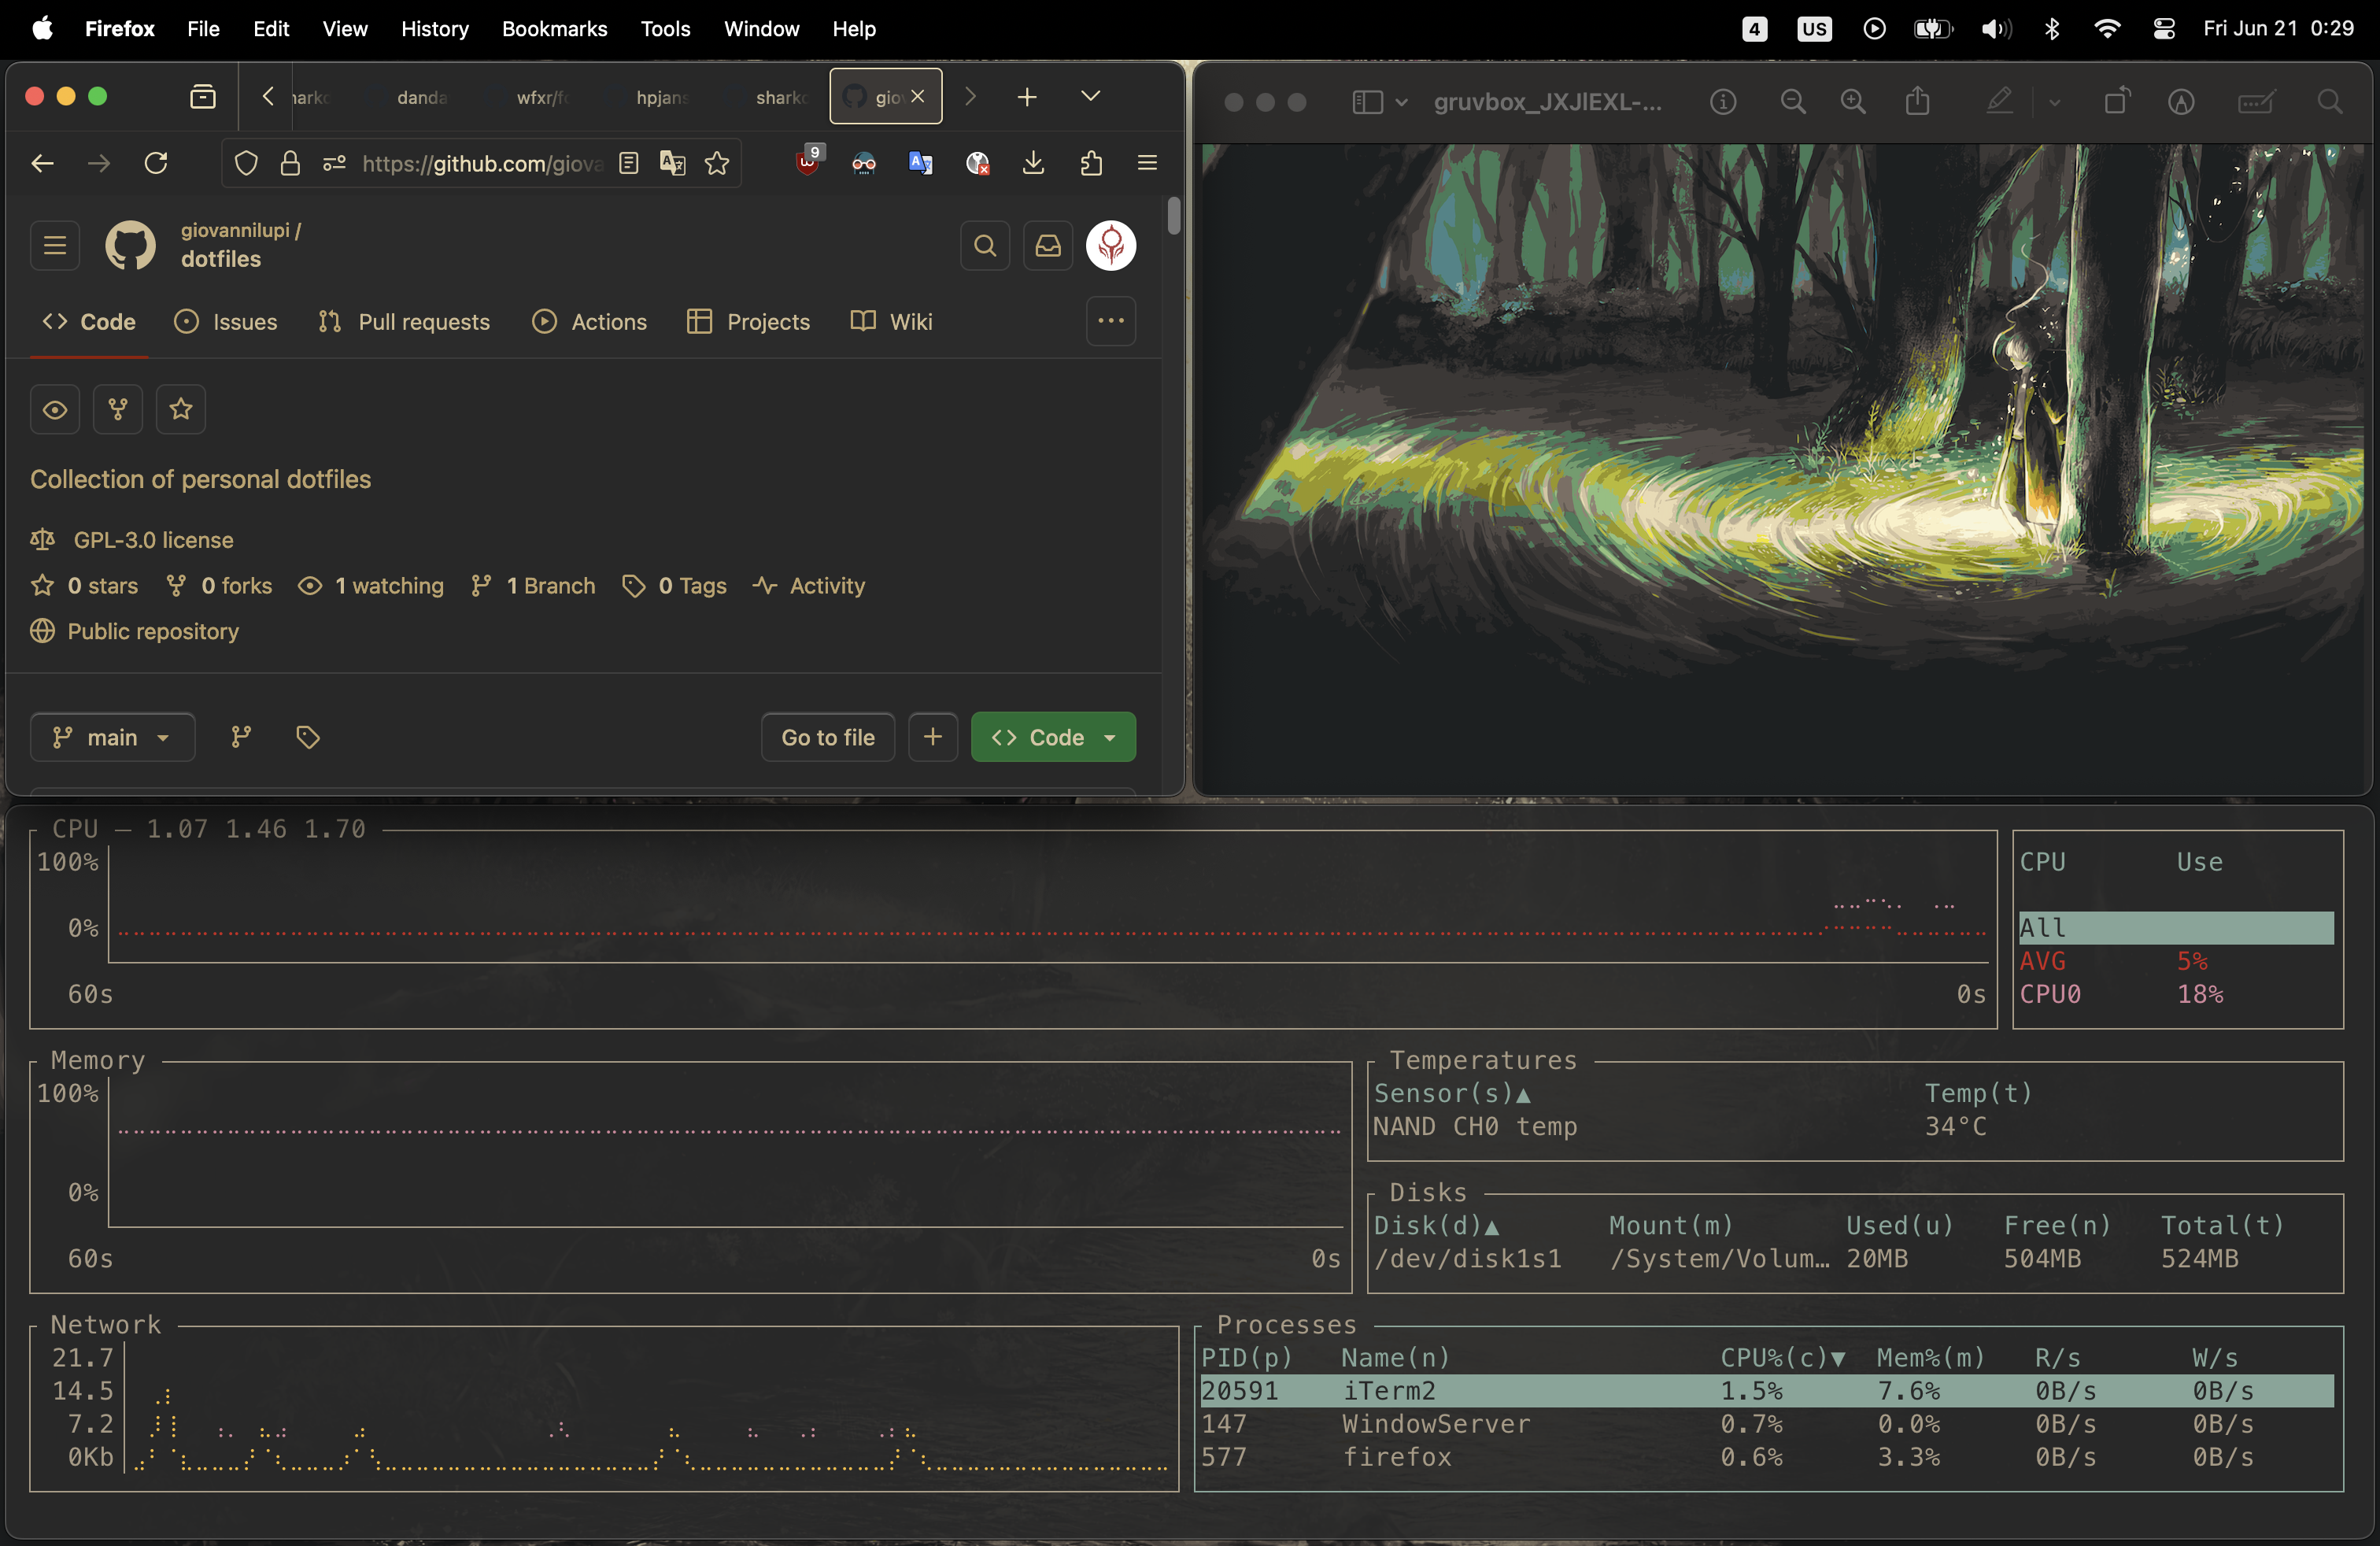 Firefox File Edit View History Bookmarks Tools Window Help 4 US Fri Jun 21 0:29
danda wfxr/fo hpjans sharkd gio
https://github.com/giova 9
giovannilupi /
dotfiles
Code Issues Pull requests Actions Projects Wiki
Collection of personal dotfiles
GPL-3.0 license
0 stars 0 forks 1 watching 1 Branch 0 Tags Activity
Public repository
main Go to file Code
gruvbox_JXJlEXL-...
CPU — 1.07 1.46 1.70
100%
0%
60s 0s
CPU Use
All
AVG 5%
CPU0 18%
Memory
100%
0%
60s 0s
Temperatures
Sensor(s)▲ Temp(t)
NAND CH0 temp 34°C
Disks
Disk(d)▲ Mount(m) Used(u) Free(n) Total(t)
/dev/disk1s1 /System/Volum… 20MB 504MB 524MB
Network
21.7
14.5
7.2
0Kb
Processes
PID(p) Name(n) CPU%(c)▼ Mem%(m) R/s W/s
20591 iTerm2 1.5% 7.6% 0B/s 0B/s
147 WindowServer 0.7% 0.0% 0B/s 0B/s
577 firefox 0.6% 3.3% 0B/s 0B/s